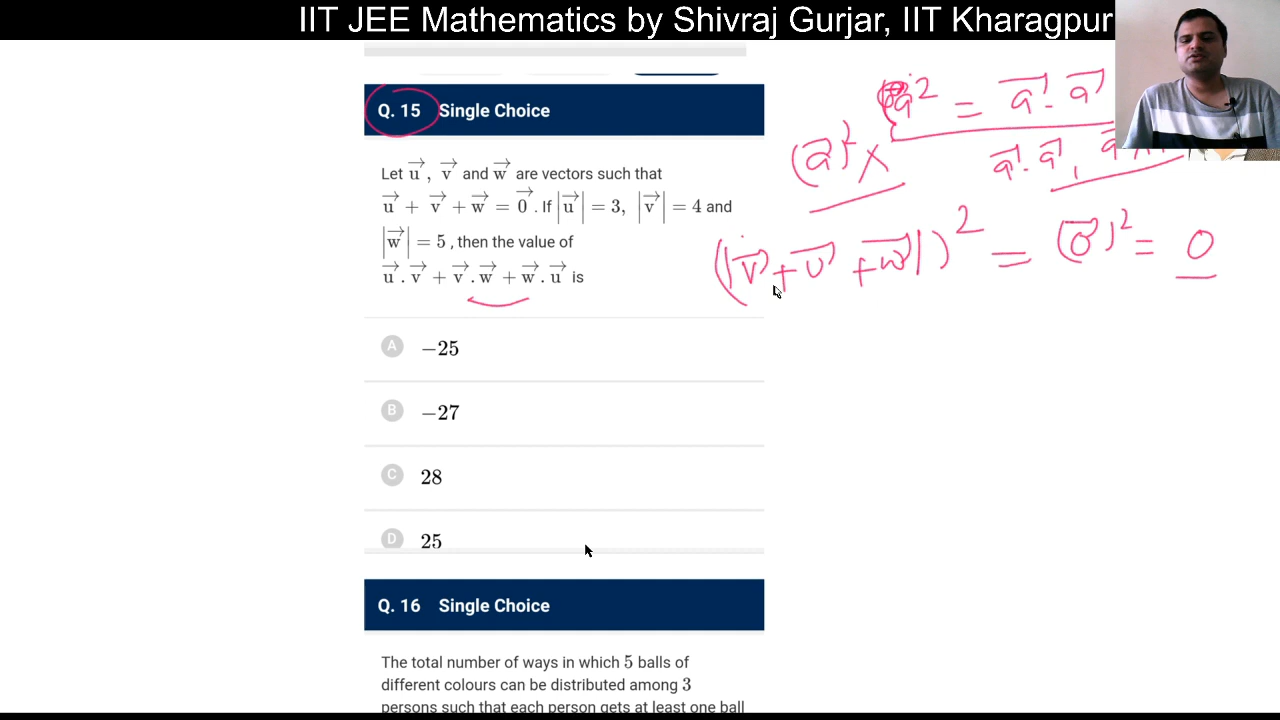 IIT JEE Mathematics by Shivraj Gurjar, IIT Kharagpur
Q. 15 Single Choice
Let u⃗, v⃗ and w⃗ are vectors such that
u⃗ + v⃗ + w⃗ = 0⃗. If |u⃗| = 3, |v⃗| = 4 and
|w⃗| = 5, then the value of
u⃗ . v⃗ + v⃗ . w⃗ + w⃗ . u⃗ is
A −25
B −27
C 28
D 25
Q. 16 Single Choice
The total number of ways in which 5 balls of
different colours can be distributed among 3
persons such that each person gets at least one ball
a⃗² = a⃗ . a⃗
(a⃗)² × a⃗ . a⃗,
(|v⃗ + v⃗ + w⃗|)² = (0⃗)² = 0